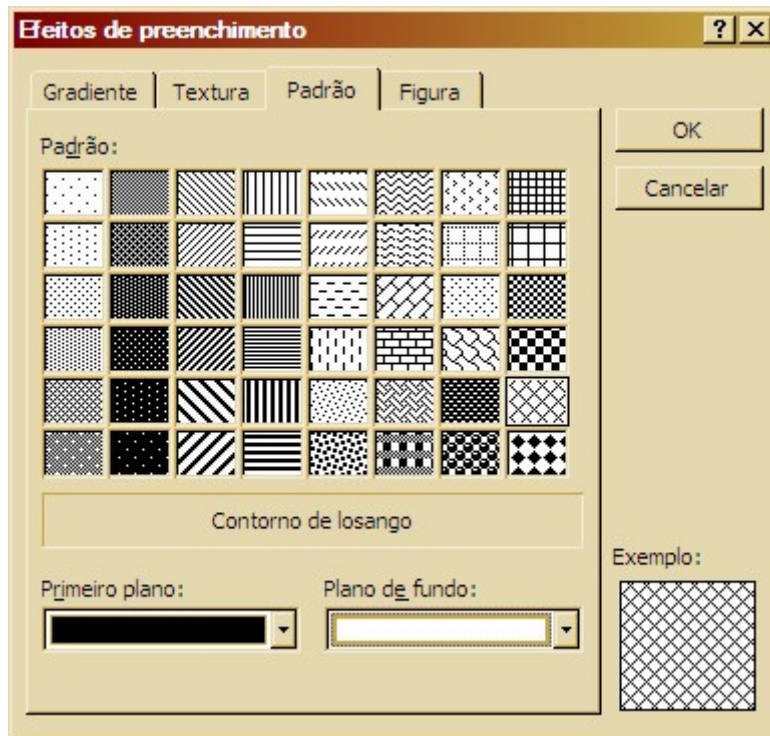 Efeitos de preenchimento
Gradiente Textura Padrão Figura
OK
Cancelar
Padrão:
Contorno de losango
Primeiro plano: Plano de fundo:
Exemplo: